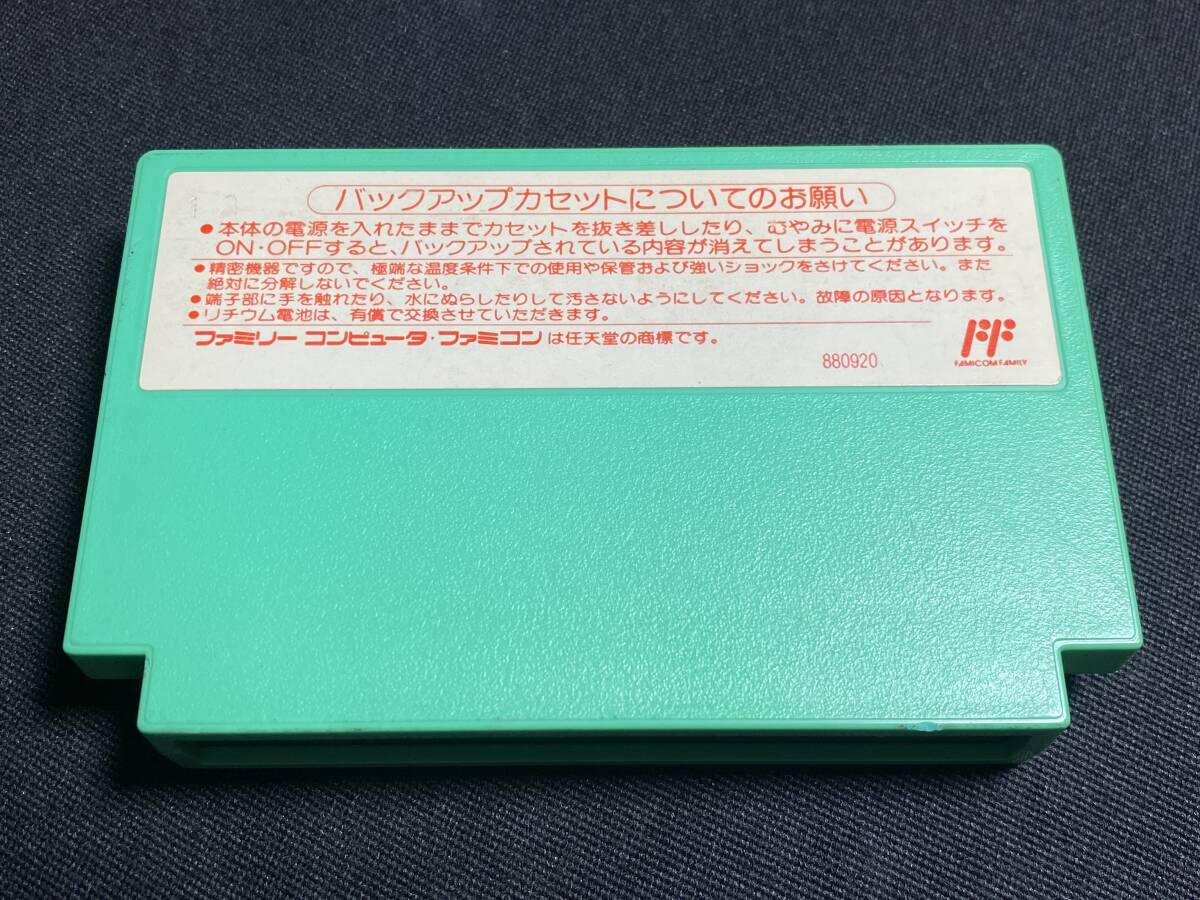 バックアップカセットについてのお願い
●本体の電源を入れたままでカセットを抜き差ししたり、むやみに電源スイッチを
ON・OFFすると、バックアップされている内容が消えてしまうことがあります。
●精密機器ですので、極端な温度条件下での使用や保管および強いショックをさけてください。また
絶対に分解しないでください。
●端子部に手を触れたり、水にぬらしたりして汚さないようにしてください。故障の原因となります。
●リチウム電池は、有償で交換させていただきます。
ファミリーコンピュータ・ファミコンは任天堂の商標です。
880920
FAMICOM FAMILY